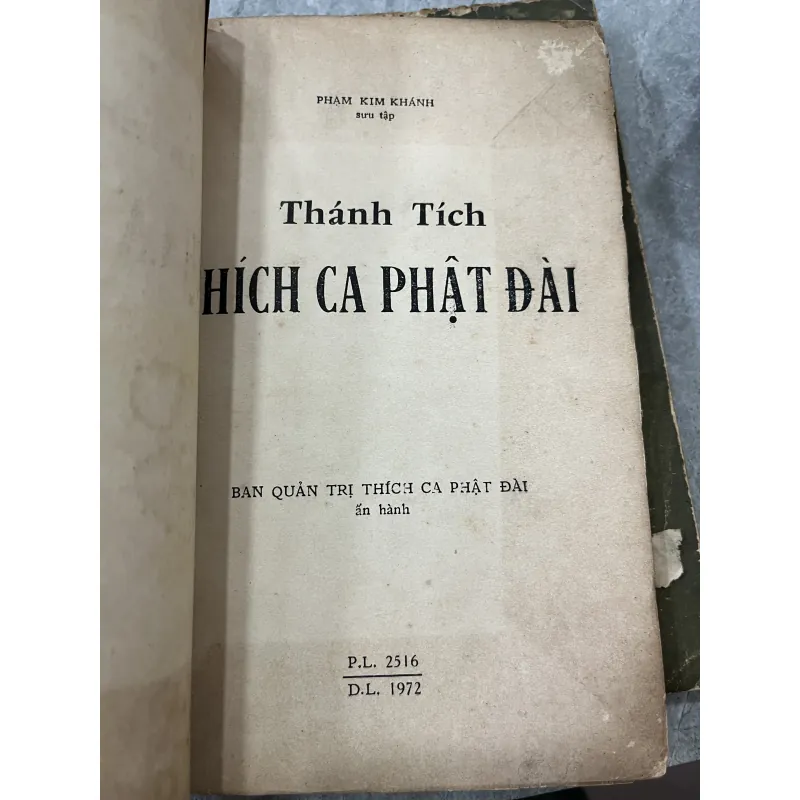 PHẠM KIM KHÁNH
sưu tập
Thánh Tích
HÍCH CA PHẬT ĐÀI
BAN QUẢN TRỊ THÍCH CA PHẬT ĐÀI
ấn hành
P.L. 2516
D.L. 1972